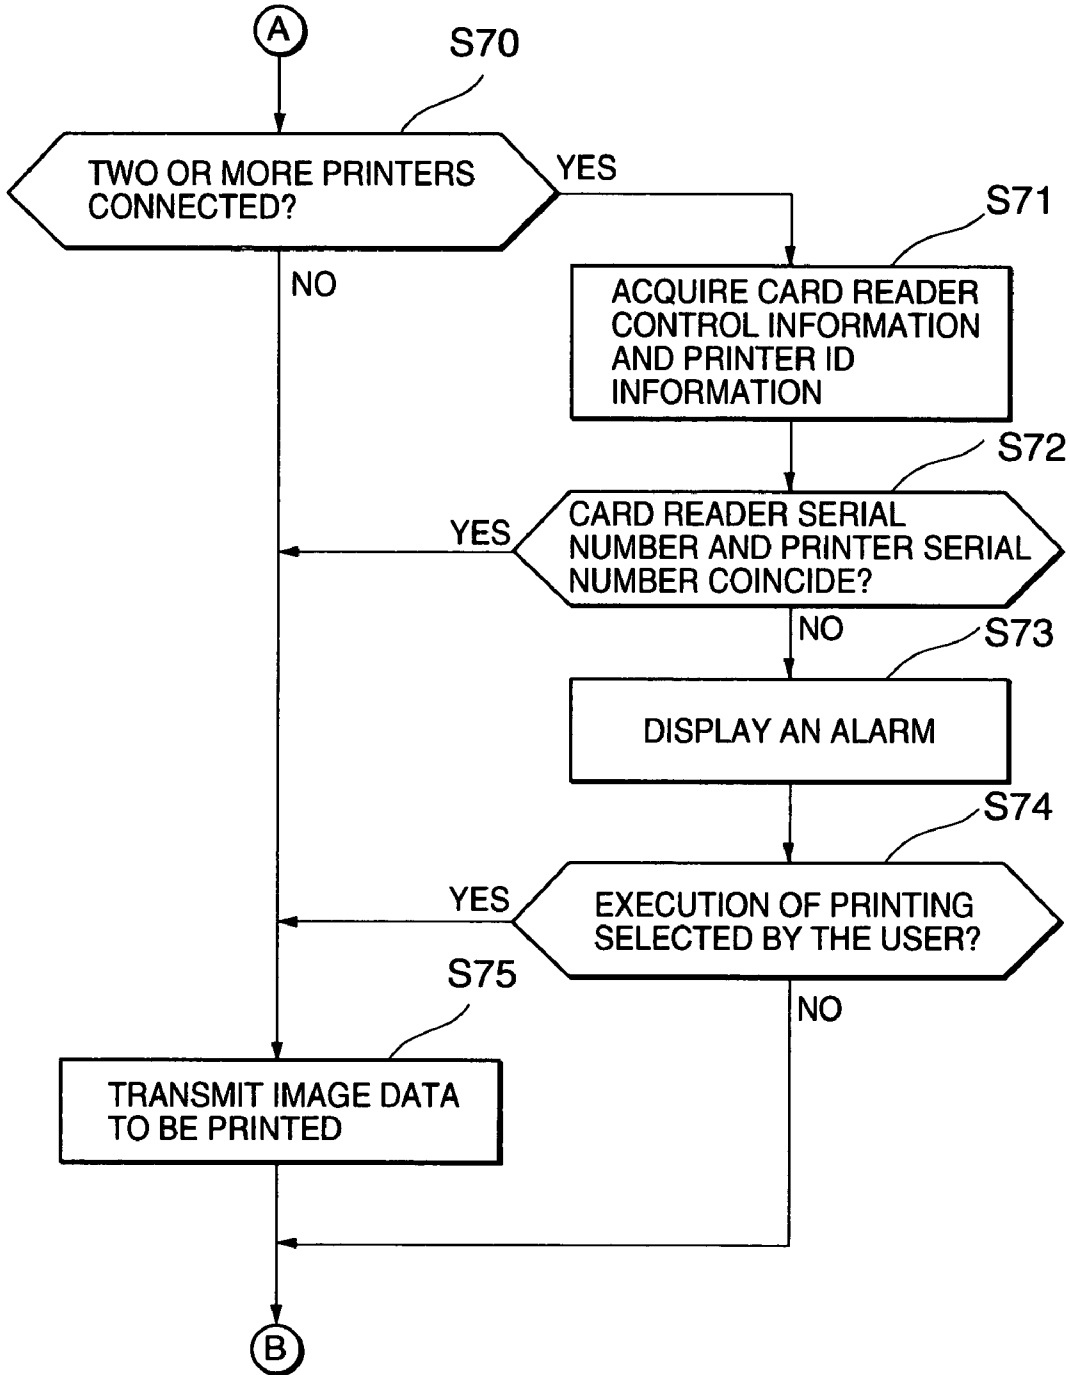 A
S70
TWO OR MORE PRINTERS
CONNECTED?
YES
NO
S71
ACQUIRE CARD READER
CONTROL INFORMATION
AND PRINTER ID
INFORMATION
S72
CARD READER SERIAL
NUMBER AND PRINTER SERIAL
NUMBER COINCIDE?
YES
NO
S73
DISPLAY AN ALARM
S74
EXECUTION OF PRINTING
SELECTED BY THE USER?
YES
NO
S75
TRANSMIT IMAGE DATA
TO BE PRINTED
B